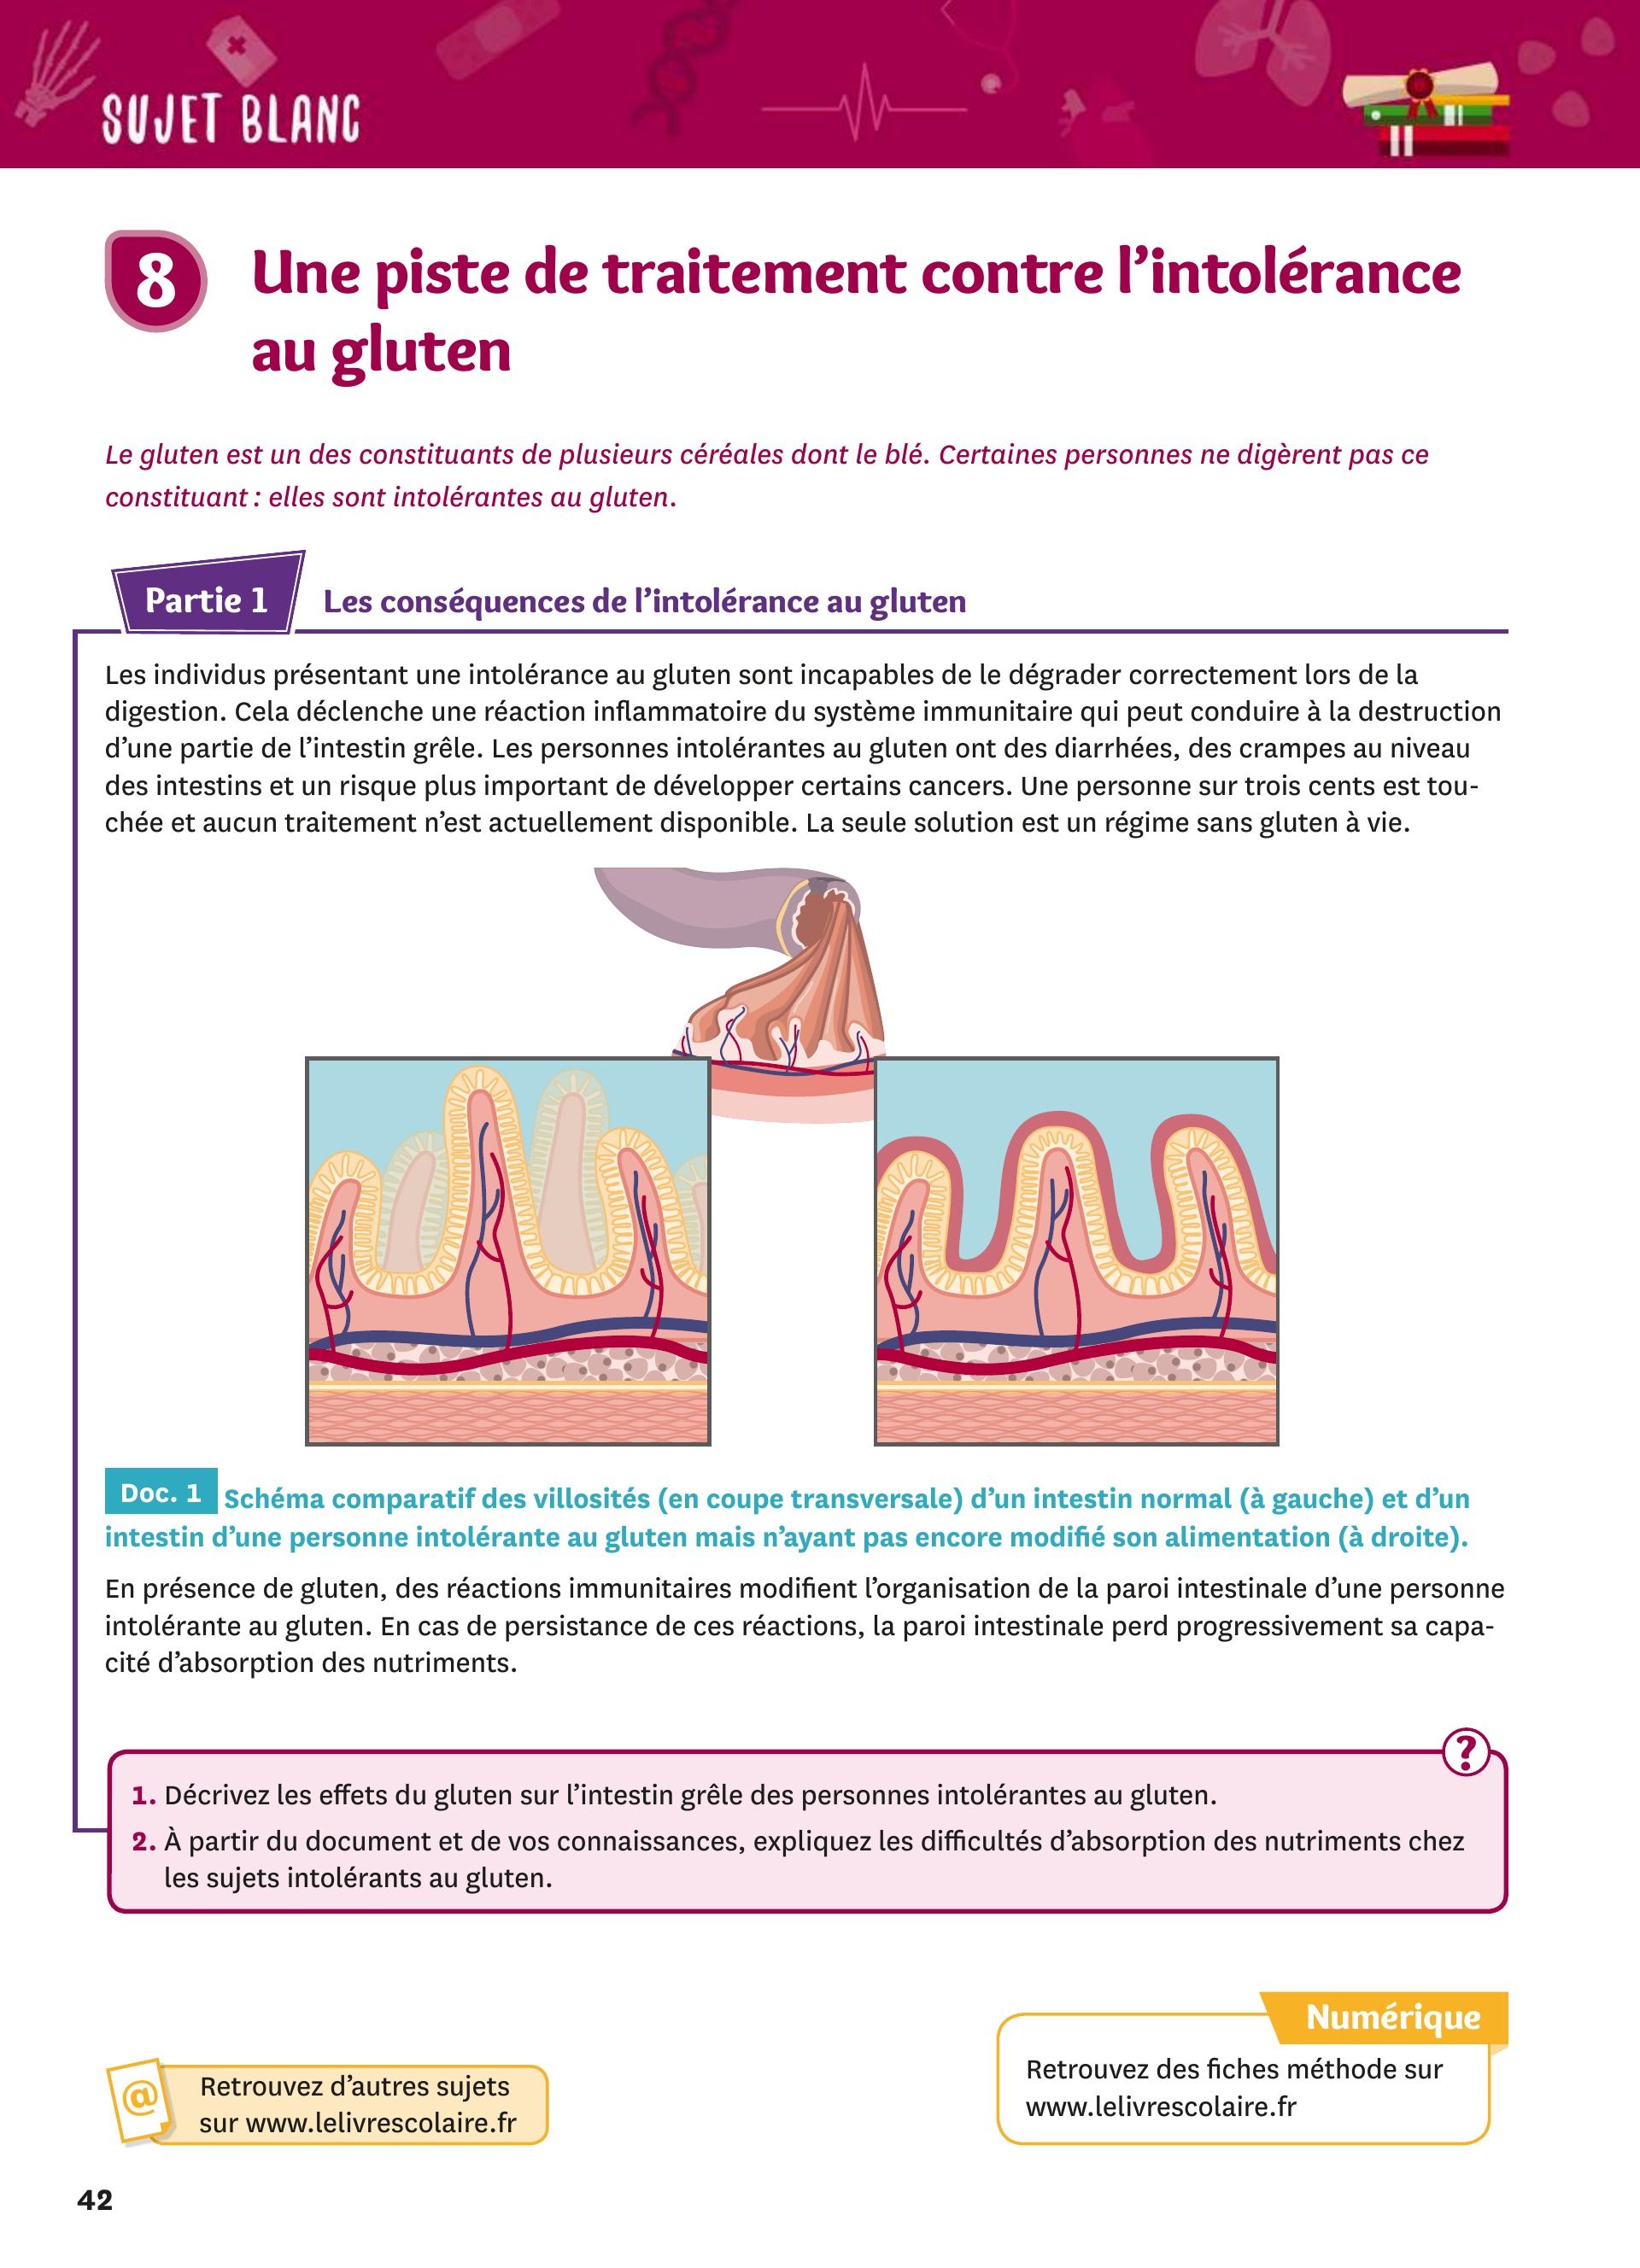 SUJET BLANC
8
Une piste de traitement contre l’intolérance
au gluten
Le gluten est un des constituants de plusieurs céréales dont le blé. Certaines personnes ne digèrent pas ce
constituant : elles sont intolérantes au gluten.
Partie 1
Les conséquences de l’intolérance au gluten
Les individus présentant une intolérance au gluten sont incapables de le dégrader correctement lors de la
digestion. Cela déclenche une réaction inflammatoire du système immunitaire qui peut conduire à la destruction
d’une partie de l’intestin grêle. Les personnes intolérantes au gluten ont des diarrhées, des crampes au niveau
des intestins et un risque plus important de développer certains cancers. Une personne sur trois cents est tou-
chée et aucun traitement n’est actuellement disponible. La seule solution est un régime sans gluten à vie.
Doc. 1 Schéma comparatif des villosités (en coupe transversale) d’un intestin normal (à gauche) et d’un
intestin d’une personne intolérante au gluten mais n’ayant pas encore modifié son alimentation (à droite).
En présence de gluten, des réactions immunitaires modifient l’organisation de la paroi intestinale d’une personne
intolérante au gluten. En cas de persistance de ces réactions, la paroi intestinale perd progressivement sa capa-
cité d’absorption des nutriments.
?
1. Décrivez les effets du gluten sur l’intestin grêle des personnes intolérantes au gluten.
2. À partir du document et de vos connaissances, expliquez les difficultés d’absorption des nutriments chez
les sujets intolérants au gluten.
Numérique
Retrouvez des fiches méthode sur
www.lelivrescolaire.fr
@
Retrouvez d’autres sujets
sur www.lelivrescolaire.fr
42